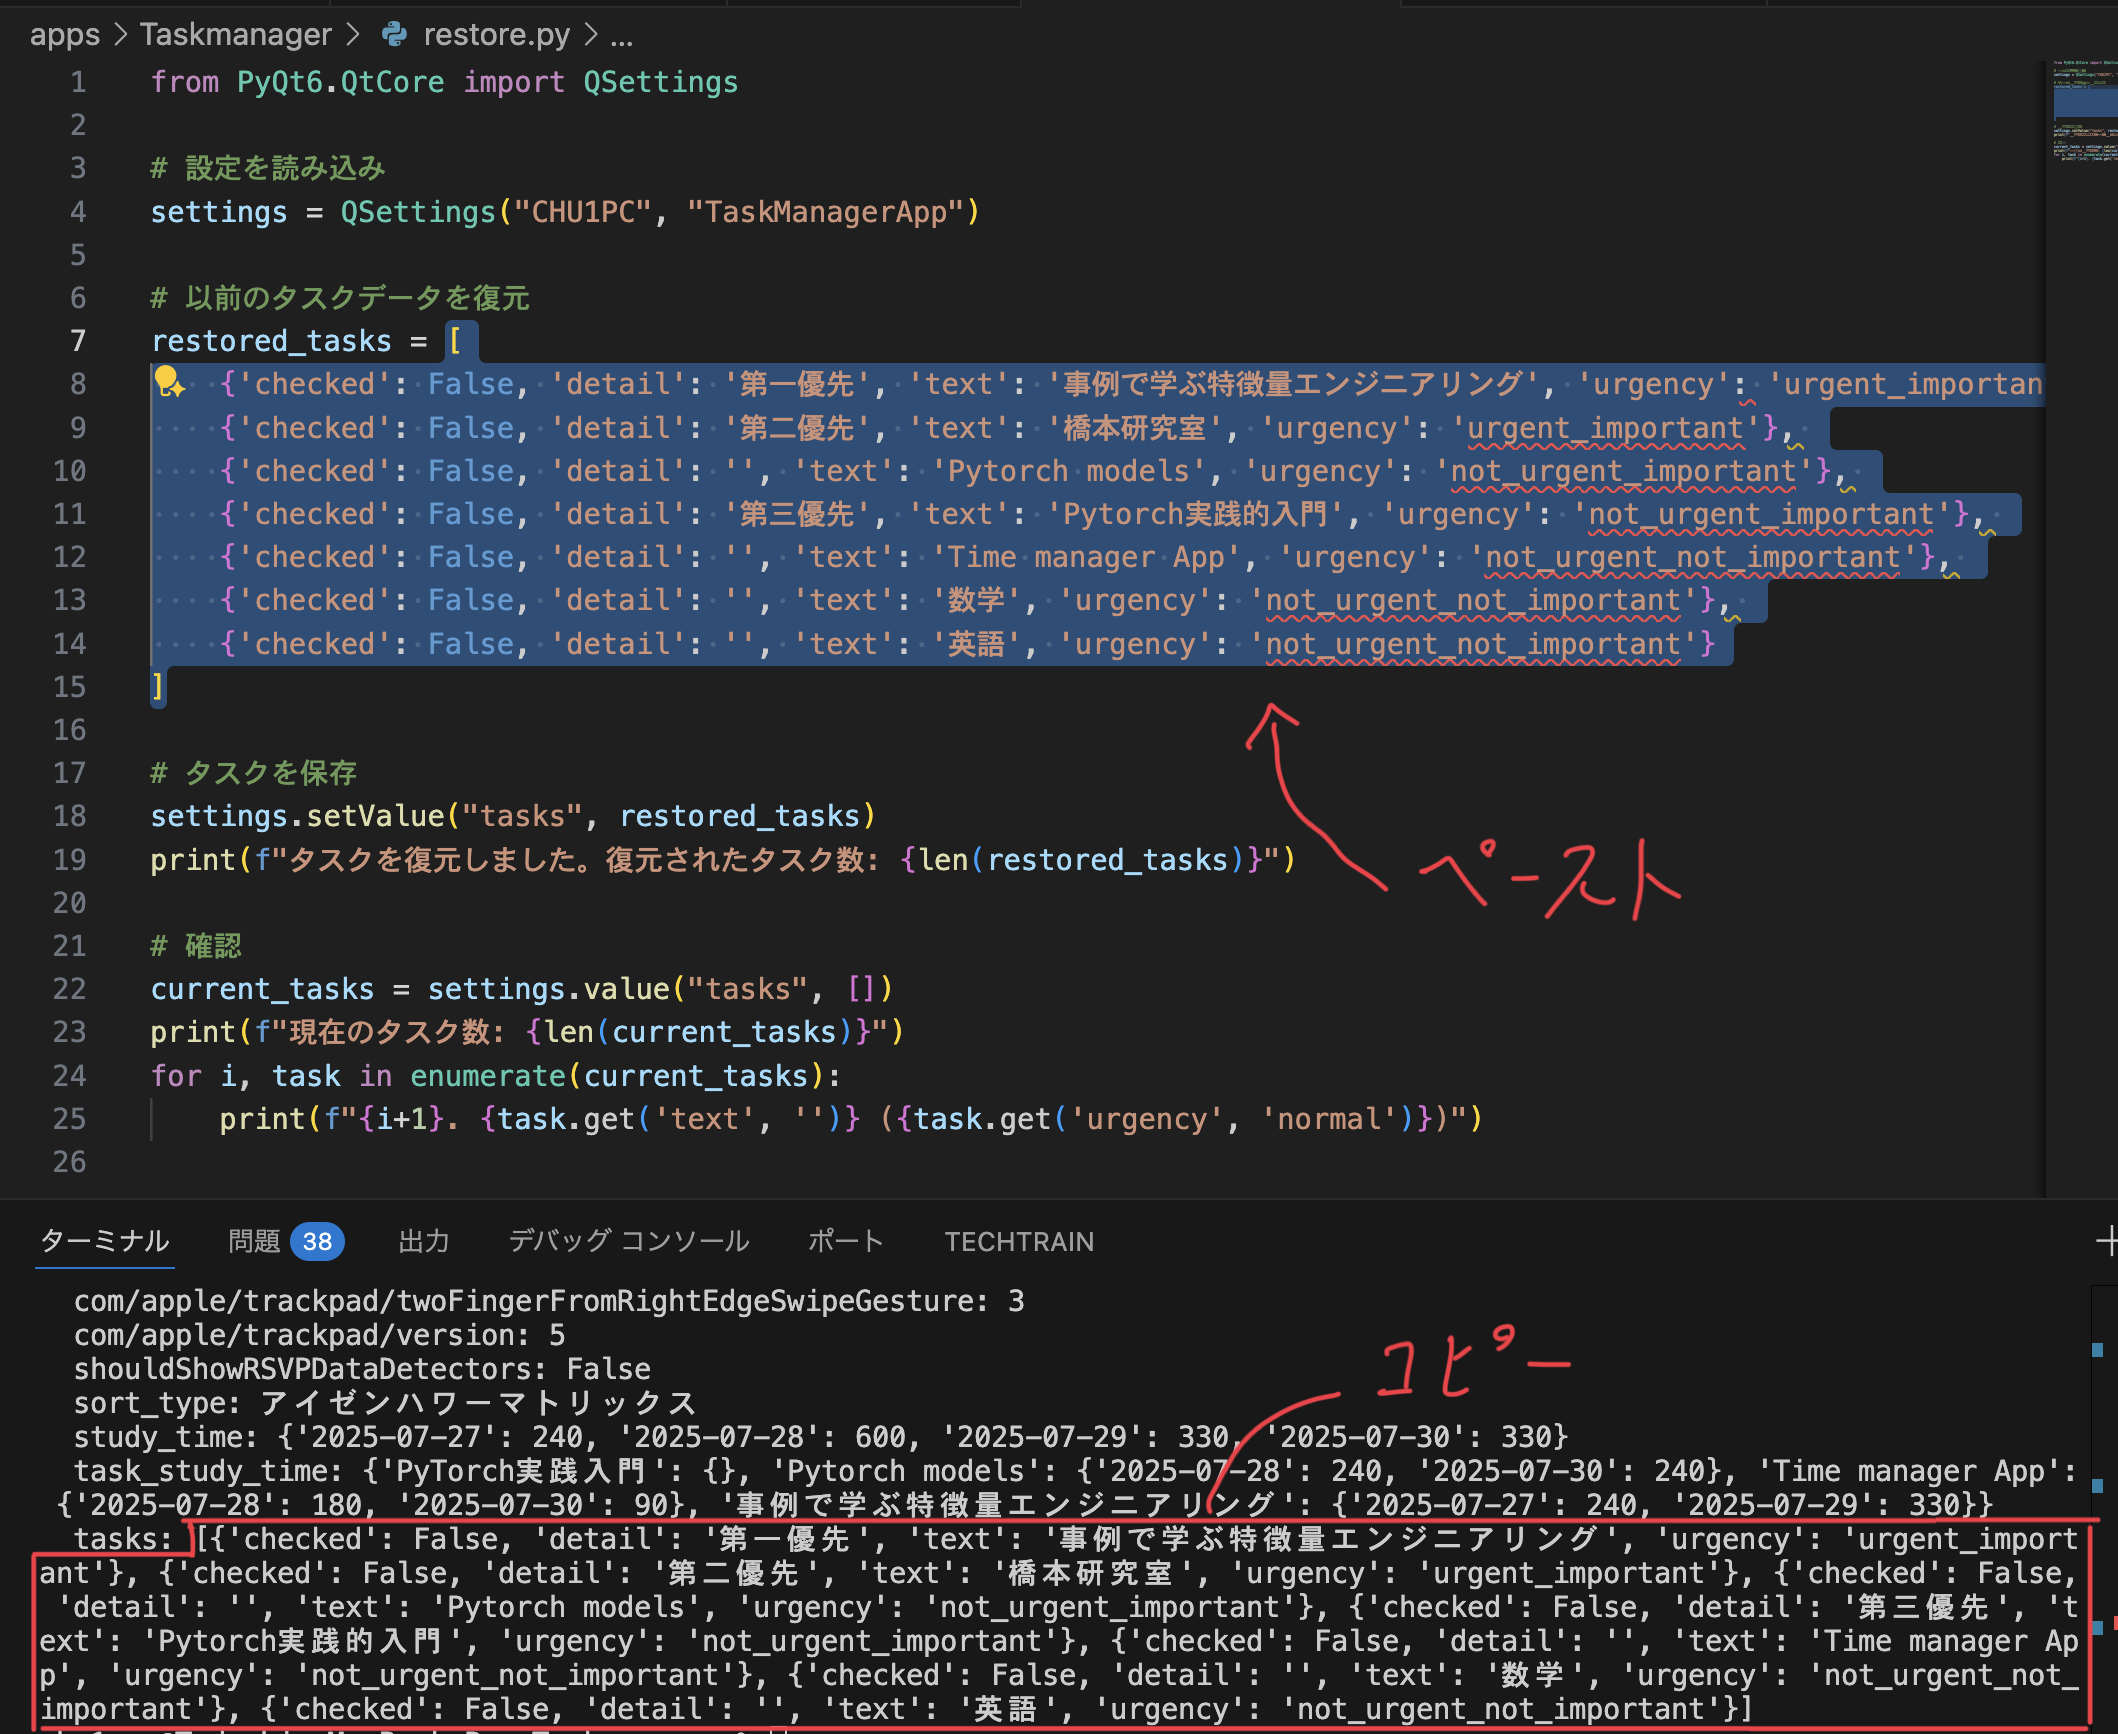 apps > Taskmanager > restore.py > ...
1 from PyQt6.QtCore import QSettings
2
3 # 設定を読み込み
4 settings = QSettings("CHU1PC", "TaskManagerApp")
5
6 # 以前のタスクデータを復元
7 restored_tasks = [
8 {'checked': False, 'detail': '第一優先', 'text': '事例で学ぶ特徴量エンジニアリング', 'urgency': 'urgent_importan
9 {'checked': False, 'detail': '第二優先', 'text': '橋本研究室', 'urgency': 'urgent_important'},
10 {'checked': False, 'detail': '', 'text': 'Pytorch models', 'urgency': 'not_urgent_important'},
11 {'checked': False, 'detail': '第三優先', 'text': 'Pytorch実践的入門', 'urgency': 'not_urgent_important'},
12 {'checked': False, 'detail': '', 'text': 'Time manager App', 'urgency': 'not_urgent_not_important'},
13 {'checked': False, 'detail': '', 'text': '数学', 'urgency': 'not_urgent_not_important'},
14 {'checked': False, 'detail': '', 'text': '英語', 'urgency': 'not_urgent_not_important'}
15 ]
16
17 # タスクを保存
18 settings.setValue("tasks", restored_tasks)
19 print(f"タスクを復元しました。復元されたタスク数: {len(restored_tasks)}")
ペースト
20
21 # 確認
22 current_tasks = settings.value("tasks", [])
23 print(f"現在のタスク数: {len(current_tasks)}")
24 for i, task in enumerate(current_tasks):
25 print(f"{i+1}. {task.get('text', '')} ({task.get('urgency', 'normal')})")
26
ターミナル 問題 38 出力 デバッグ コンソール ポート TECHTRAIN
com/apple/trackpad/twoFingerFromRightEdgeSwipeGesture: 3
com/apple/trackpad/version: 5
shouldShowRSVPDataDetectors: False
コピー
sort_type: アイゼンハワーマトリックス
study_time: {'2025-07-27': 240, '2025-07-28': 600, '2025-07-29': 330, '2025-07-30': 330}
task_study_time: {'PyTorch実践入門': {}, 'Pytorch models': {'2025-07-28': 240, '2025-07-30': 240}, 'Time manager App':
{'2025-07-28': 180, '2025-07-30': 90}, '事例で学ぶ特徴量エンジニアリング': {'2025-07-27': 240, '2025-07-29': 330}}
tasks: [{'checked': False, 'detail': '第一優先', 'text': '事例で学ぶ特徴量エンジニアリング', 'urgency': 'urgent_import
ant'}, {'checked': False, 'detail': '第二優先', 'text': '橋本研究室', 'urgency': 'urgent_important'}, {'checked': False,
'detail': '', 'text': 'Pytorch models', 'urgency': 'not_urgent_important'}, {'checked': False, 'detail': '第三優先', 't
ext': 'Pytorch実践的入門', 'urgency': 'not_urgent_important'}, {'checked': False, 'detail': '', 'text': 'Time manager Ap
p', 'urgency': 'not_urgent_not_important'}, {'checked': False, 'detail': '', 'text': '数学', 'urgency': 'not_urgent_not_
important'}, {'checked': False, 'detail': '', 'text': '英語', 'urgency': 'not_urgent_not_important'}]